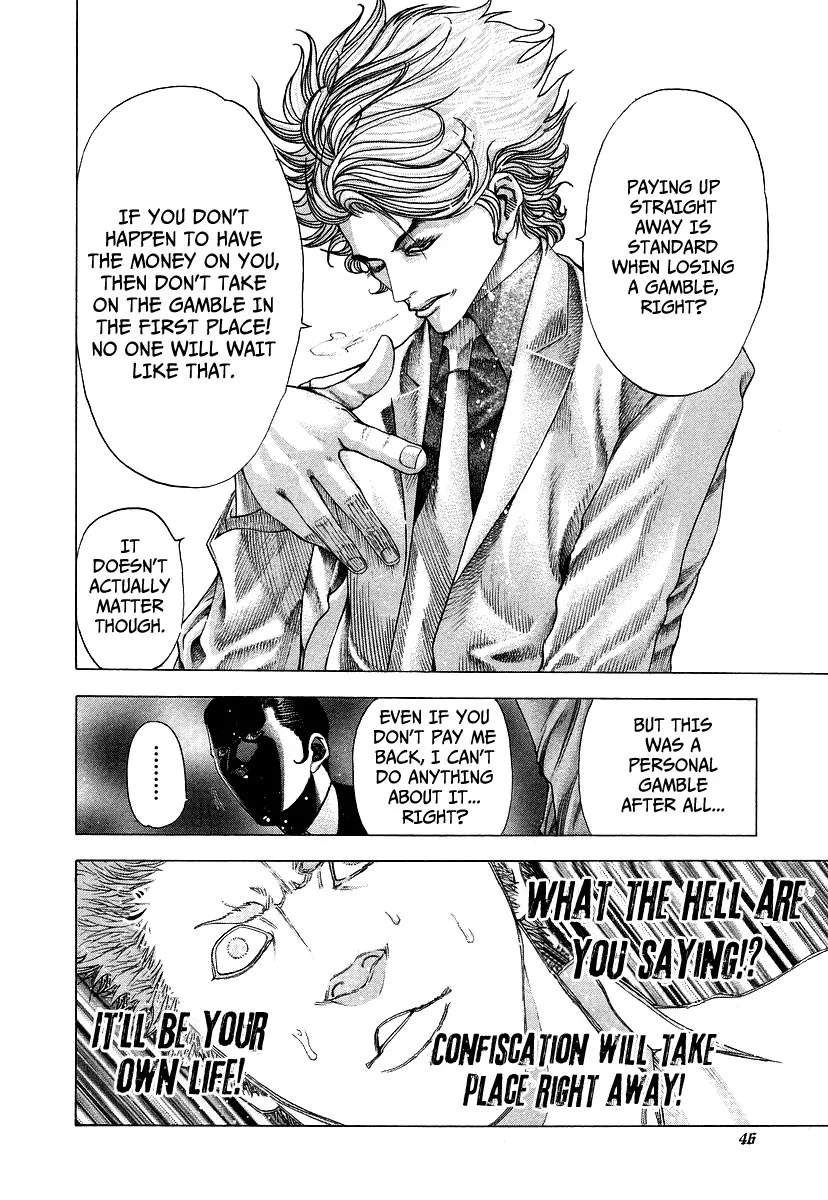 PAYING UP
STRAIGHT
AWAY IS
STANDARD
WHEN LOSING
A GAMBLE,
RIGHT?
IF YOU DON'T
HAPPEN TO HAVE
THE MONEY ON YOU,
THEN DON'T TAKE
ON THE GAMBLE IN
THE FIRST PLACE!
NO ONE WILL WAIT
LIKE THAT.
IT
DOESN'T
ACTUALLY
MATTER
THOUGH.
BUT THIS
WAS A
PERSONAL
GAMBLE
AFTER ALL...
EVEN IF YOU
DON'T PAY ME
BACK, I CAN'T
DO ANYTHING
ABOUT IT...
RIGHT?
.........
WHAT THE HELL ARE
YOU SAYING!?
CONFISCATION WILL TAKE
PLACE RIGHT AWAY!
IT'LL BE YOUR
OWN LIFE!
46